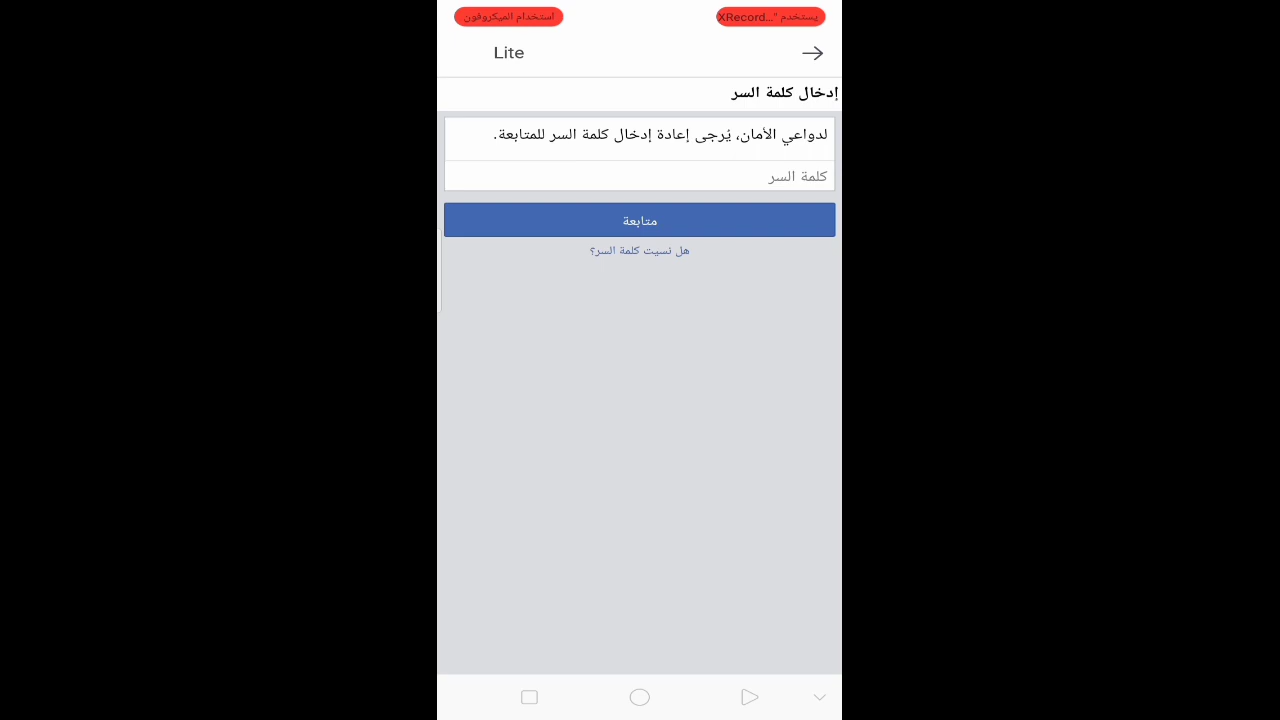 يستخدم "...XRecord
استخدام الميكروفون
Lite
إدخال كلمة السر
لدواعي الأمان، يُرجى إعادة إدخال كلمة السر للمتابعة.
كلمة السر
متابعة
هل نسيت كلمة السر؟